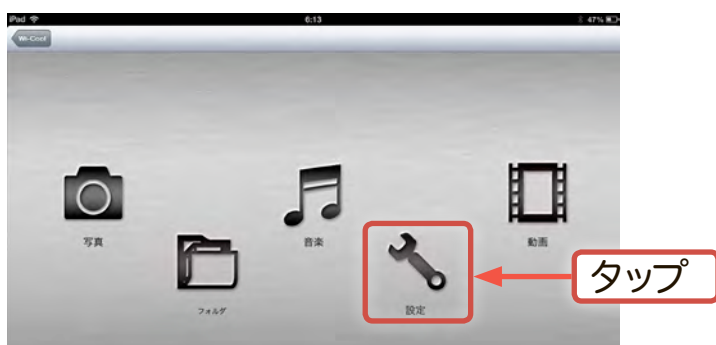 iPad 6:13 47%
Wi-Cool
写真
音楽
動画
フォルダ
設定
タップ